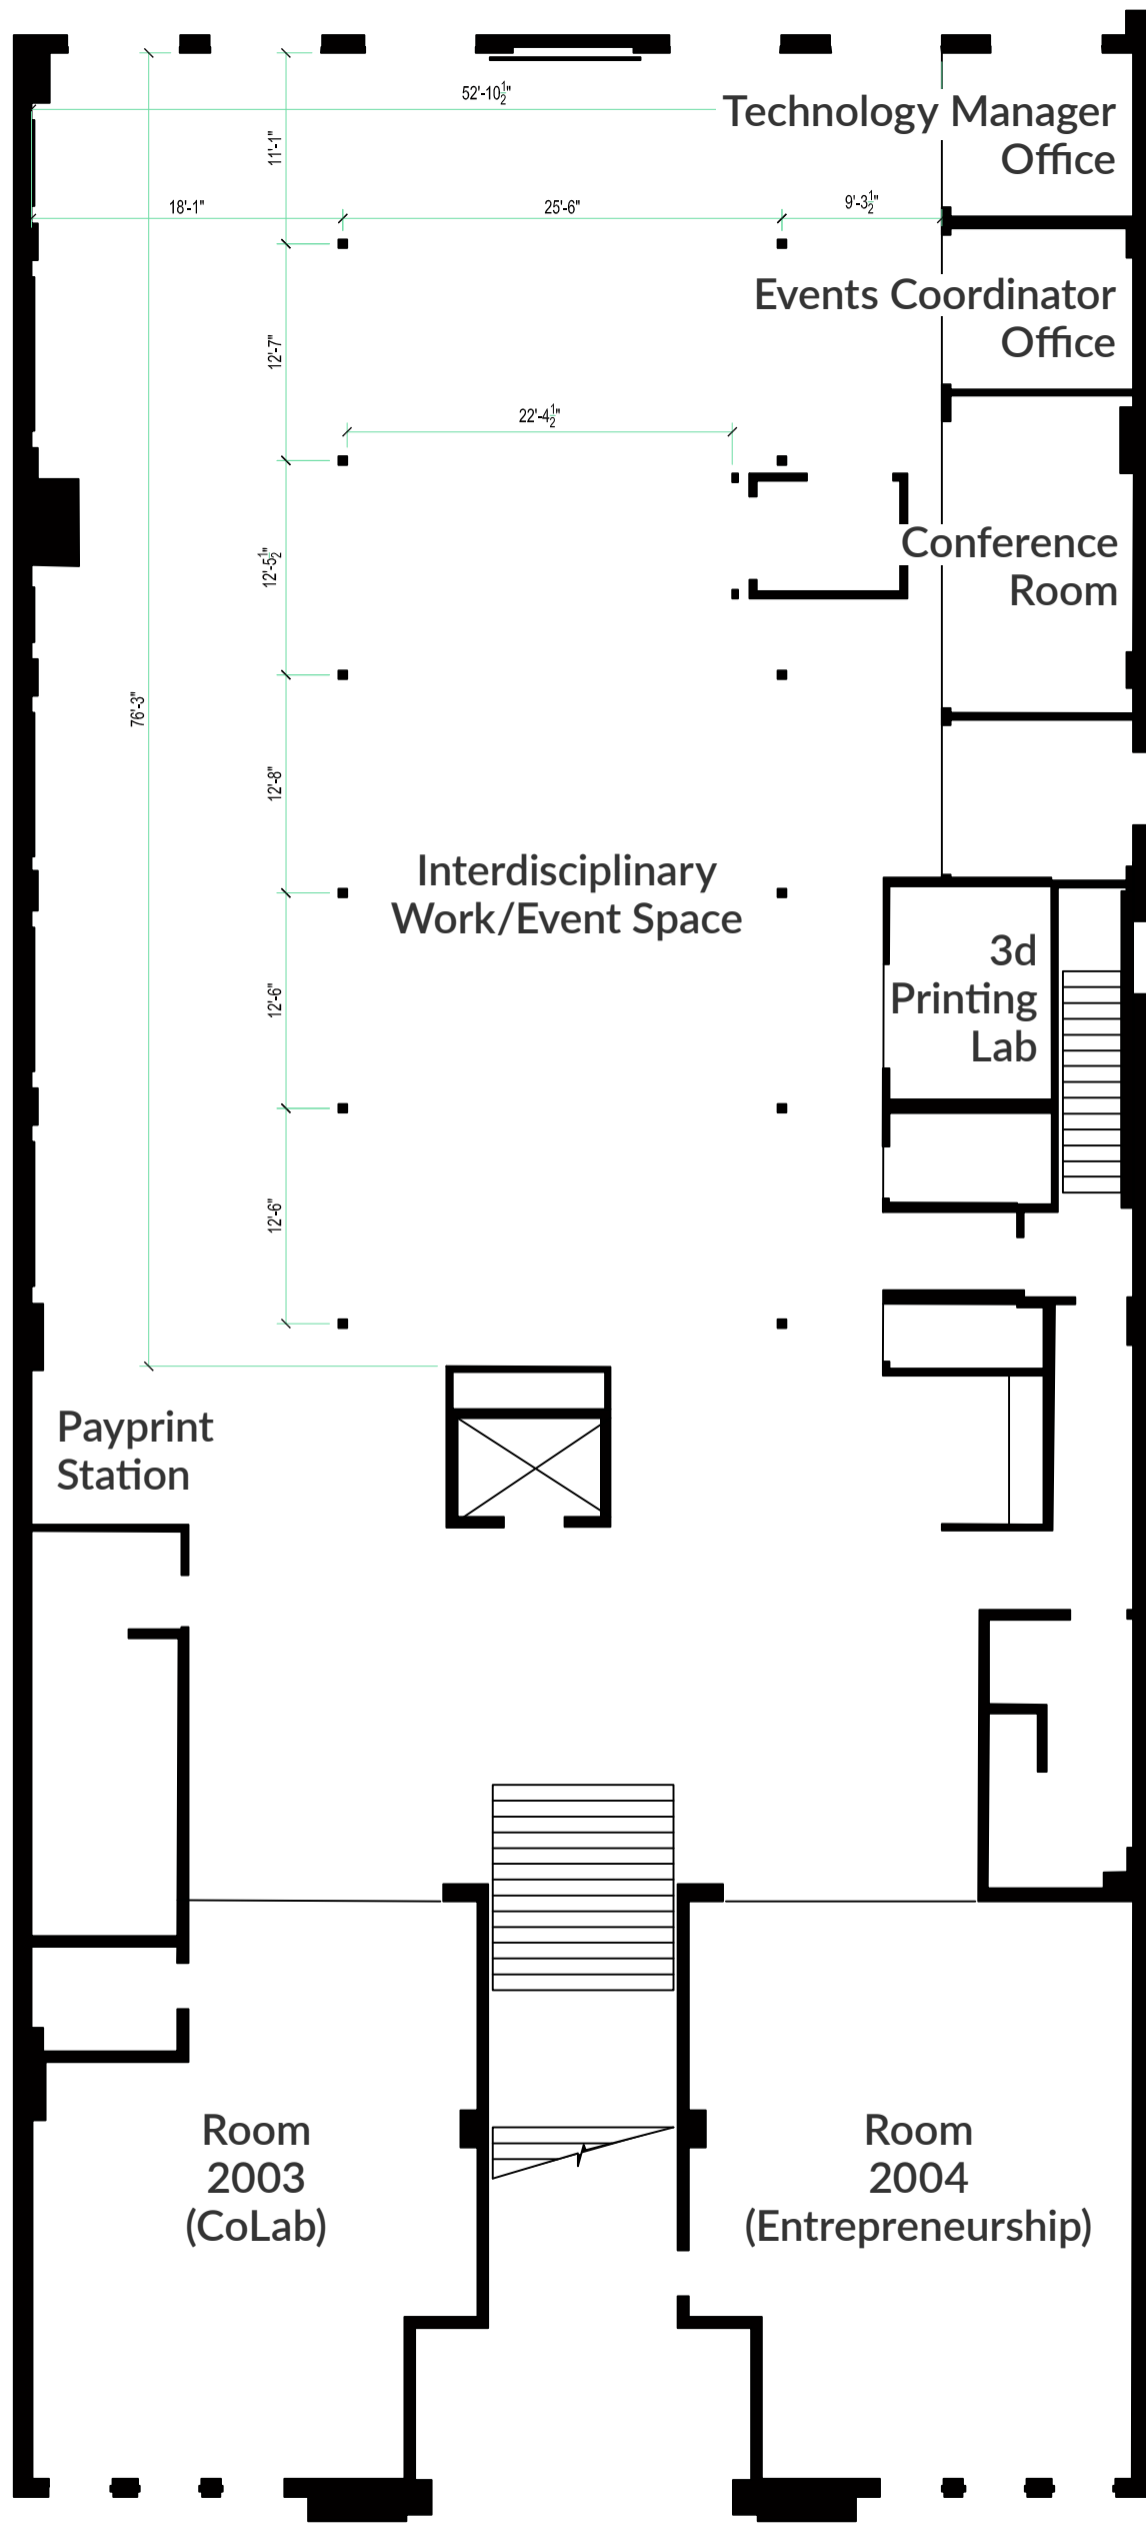 52'-10½"
Technology Manager
Office
11'-1"
18'-1"
25'-6"
9'-3½"
Events Coordinator
Office
12'-7"
22'-4½"
12'-5½"
Conference
Room
76'-3"
12'-8"
Interdisciplinary
Work/Event Space
3d
Printing
Lab
12'-6"
12'-6"
Payprint
Station
Room
2003
(CoLab)
Room
2004
(Entrepreneurship)